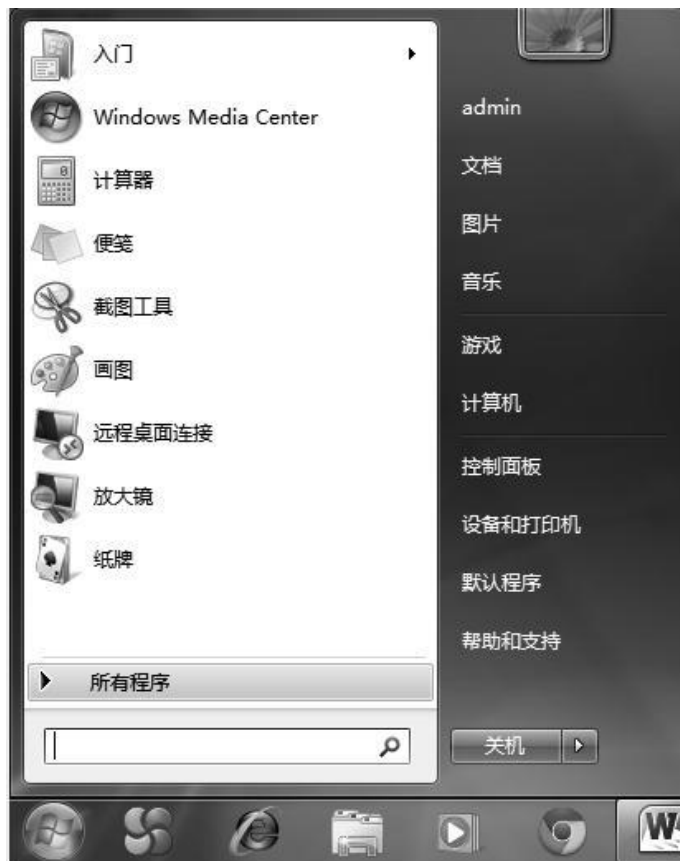 入门
Windows Media Center
计算器
便笺
截图工具
画图
远程桌面连接
放大镜
纸牌
所有程序
admin
文档
图片
音乐
游戏
计算机
控制面板
设备和打印机
默认程序
帮助和支持
关机
W